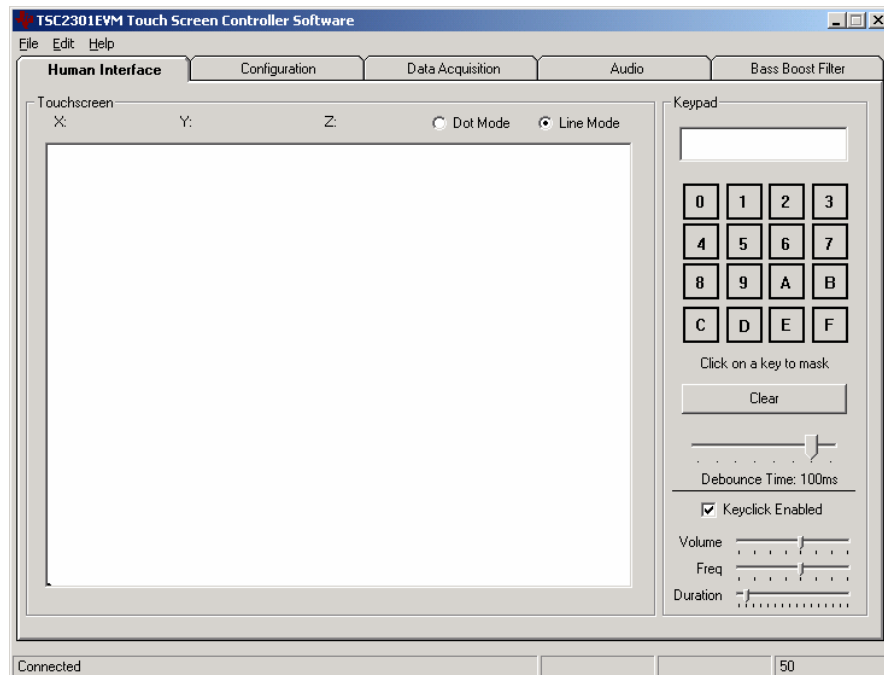 TSC2301EVM Touch Screen Controller Software
File Edit Help
Human Interface Configuration Data Acquisition Audio Bass Boost Filter
Touchscreen
X: Y: Z: Dot Mode Line Mode
Keypad
0 1 2 3
4 5 6 7
8 9 A B
C D E F
Click on a key to mask
Clear
Debounce Time: 100ms
Keyclick Enabled
Volume
Freq
Duration
Connected 50